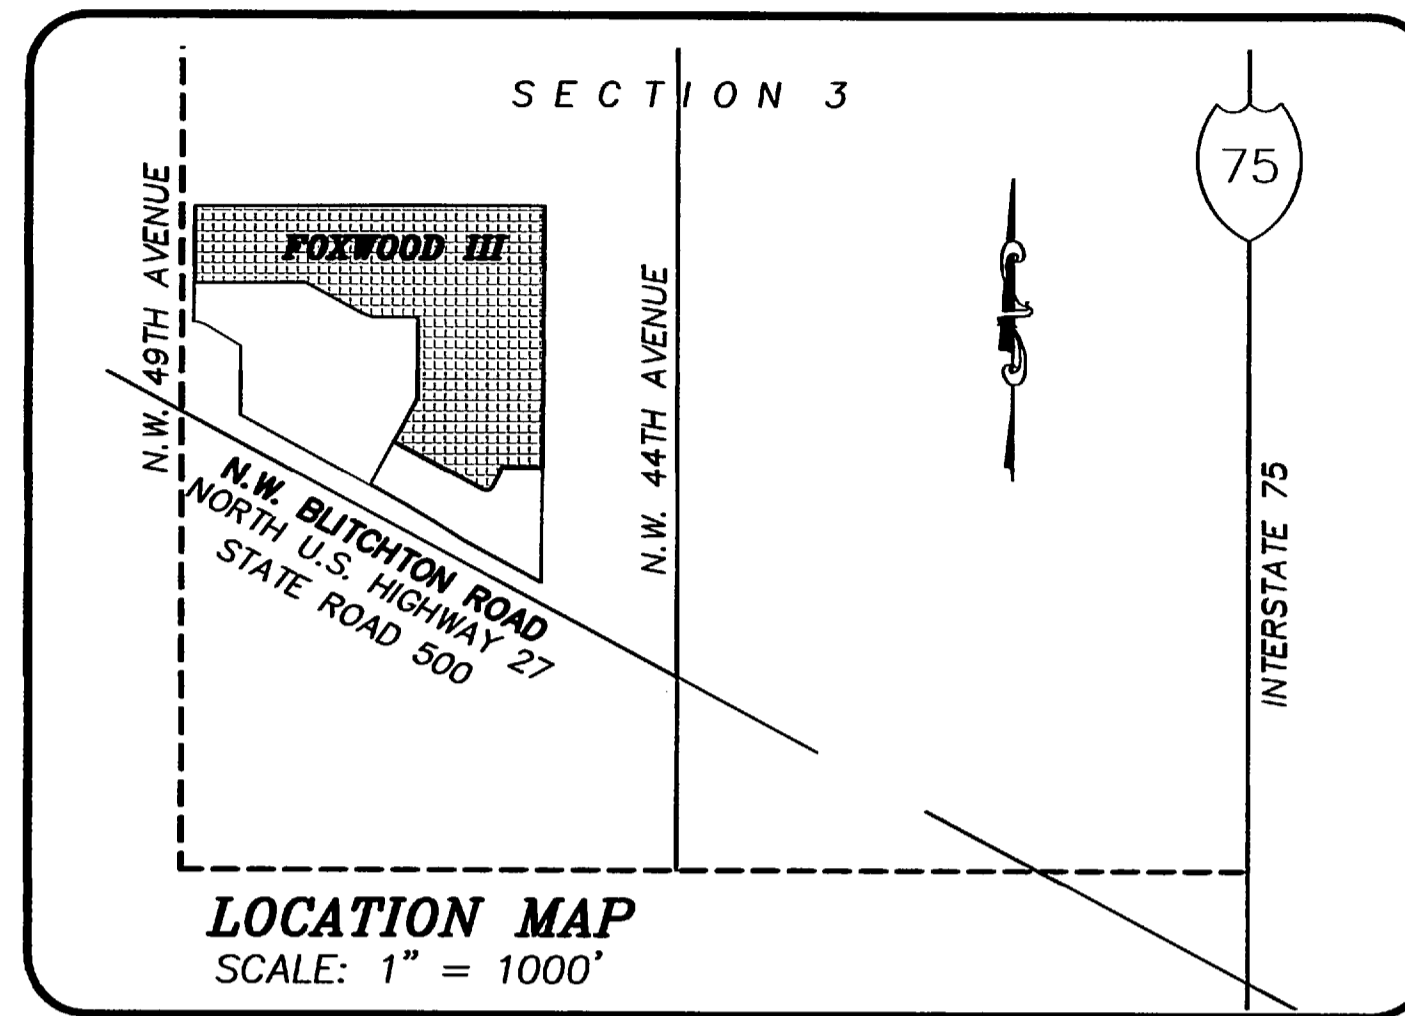 SECTION 3
75
FOXWOOD III
N.W. 49TH AVENUE
N.W. 44TH AVENUE
INTERSTATE 75
N.W. BLITCHTON ROAD
NORTH U.S. HIGHWAY 27
STATE ROAD 500
LOCATION MAP
SCALE: 1" = 1000'